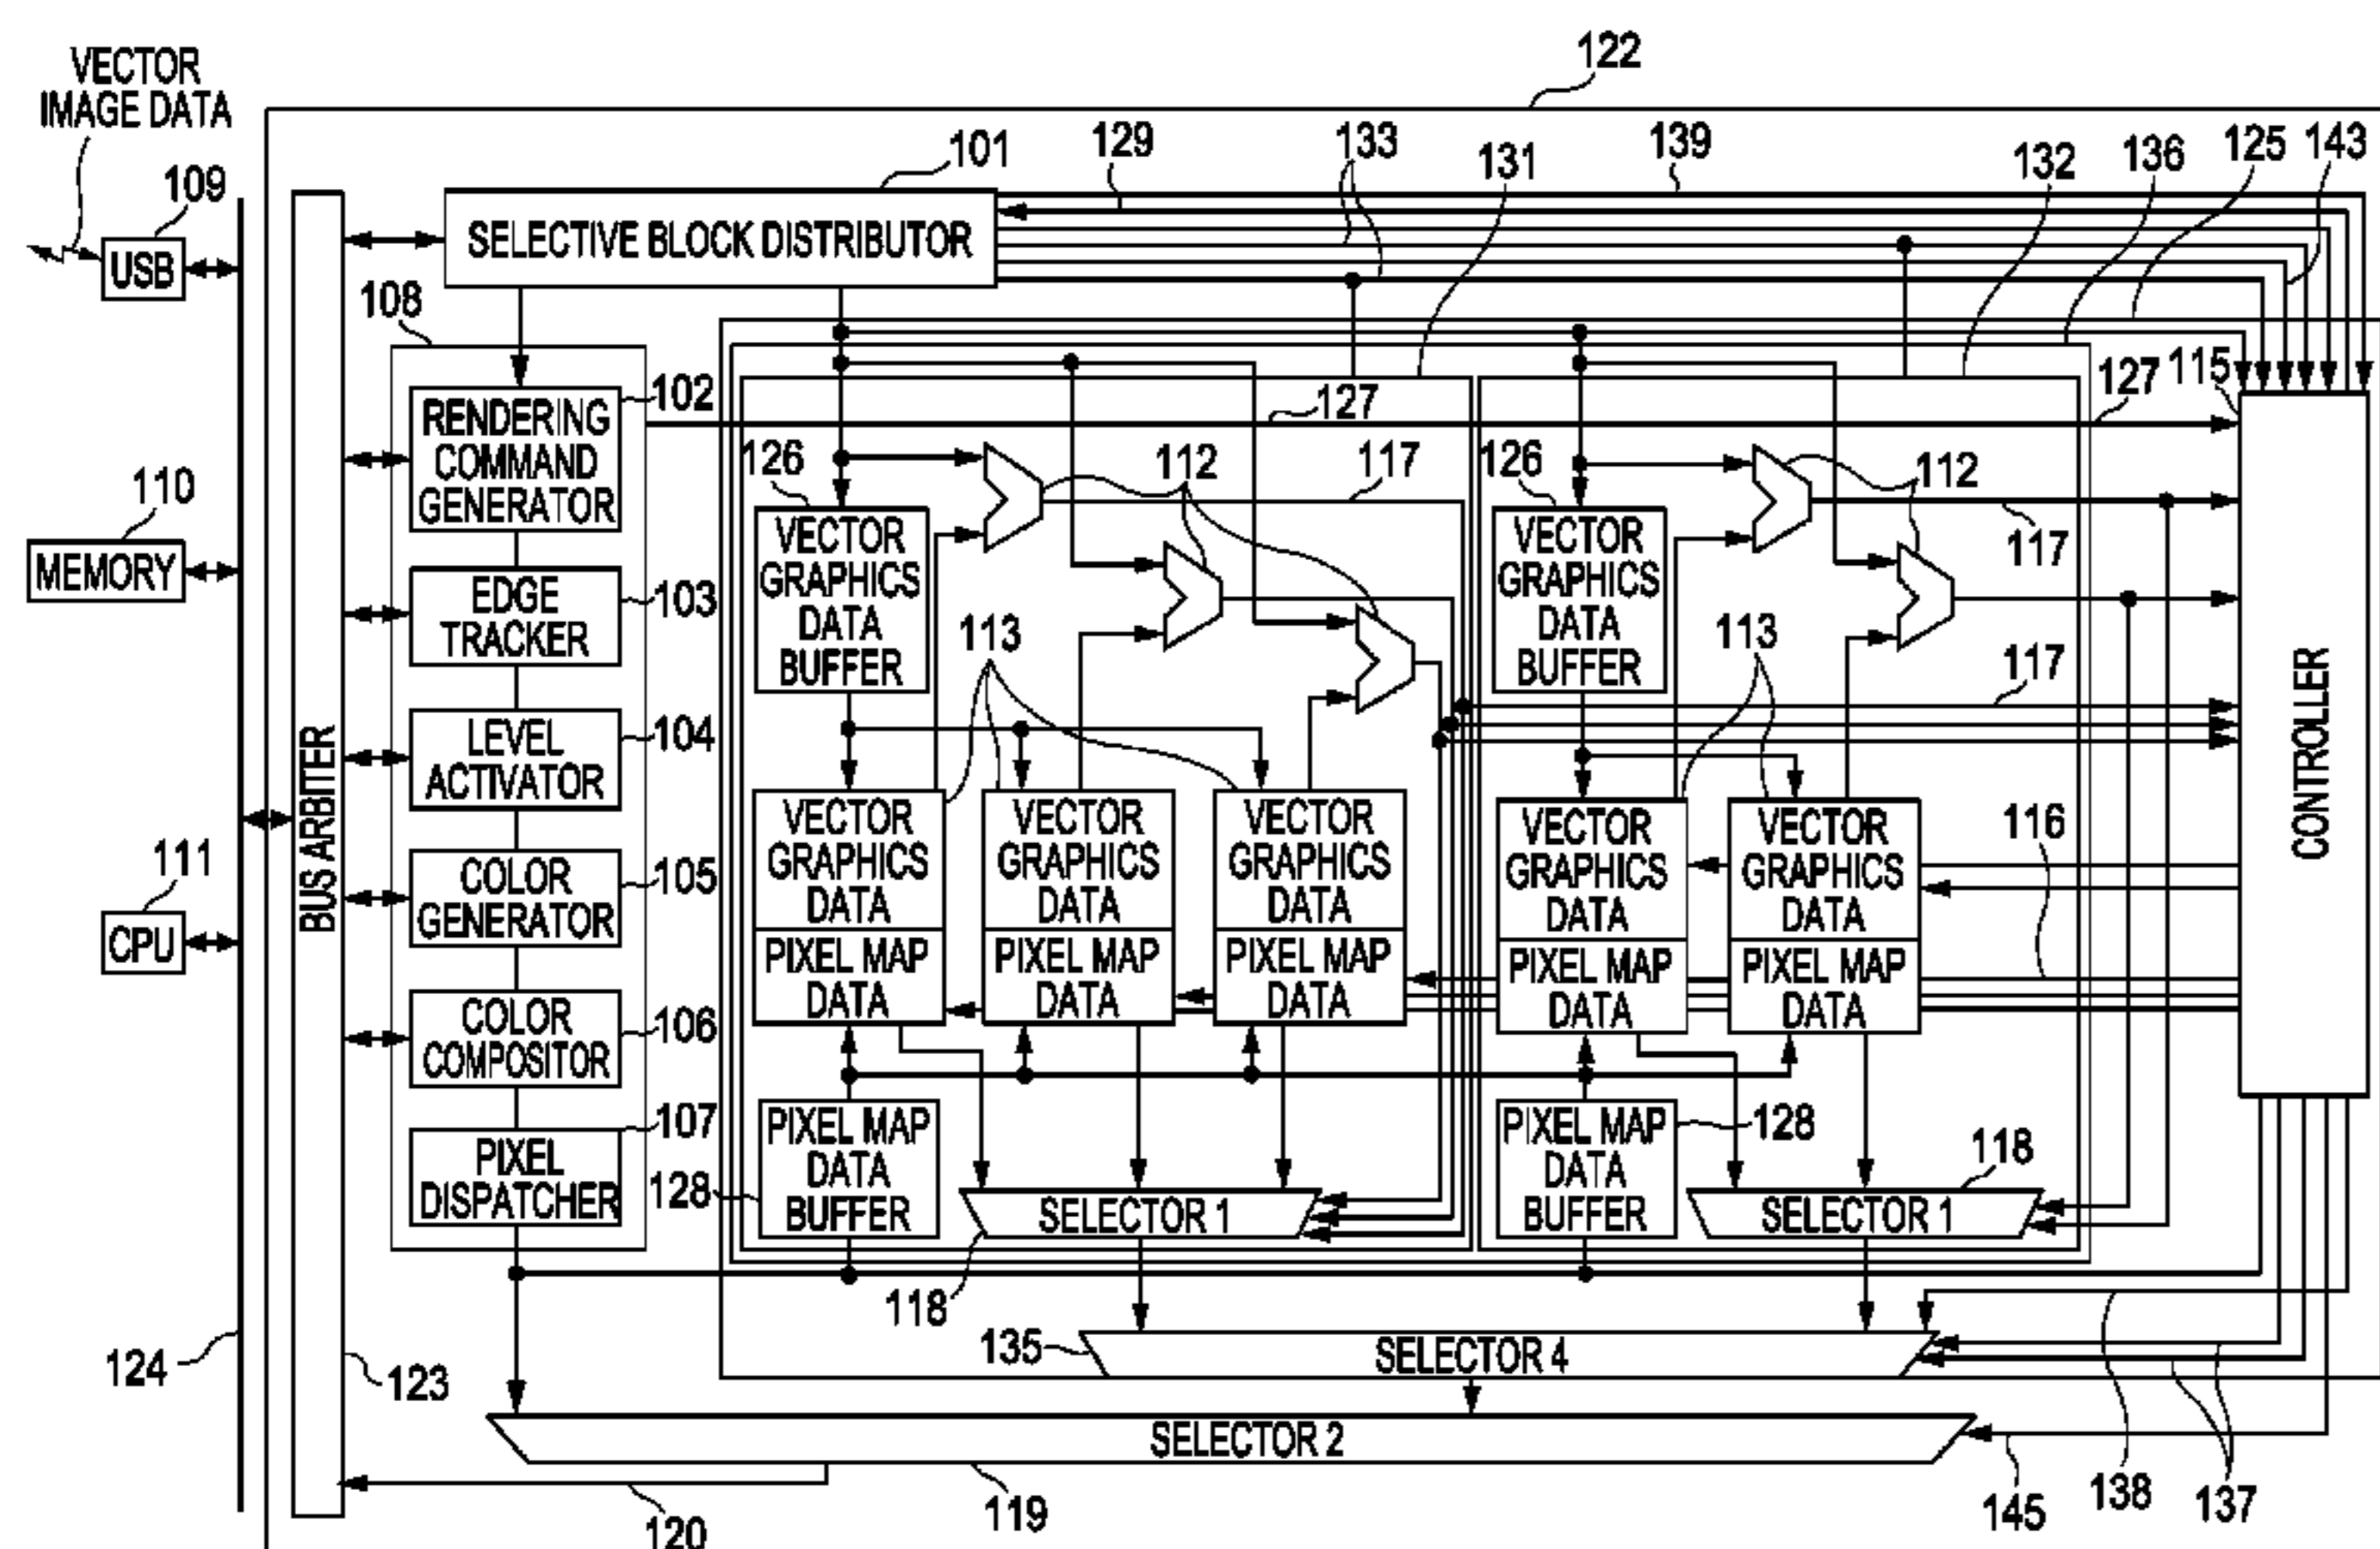 122
VECTOR
IMAGE DATA
101
129
133
131
139
132
136
125
143
109
USB
SELECTIVE BLOCK DISTRIBUTOR
108
RENDERING
COMMAND
GENERATOR
102
127
127
115
126
112
117
126
112
117
110
MEMORY
VECTOR
GRAPHICS
DATA
BUFFER
VECTOR
GRAPHICS
DATA
BUFFER
EDGE
TRACKER
103
113
113
117
LEVEL
ACTIVATOR
104
BUS ARBITER
CONTROLLER
111
CPU
COLOR
GENERATOR
105
VECTOR
GRAPHICS
DATA
PIXEL MAP
DATA
VECTOR
GRAPHICS
DATA
PIXEL MAP
DATA
VECTOR
GRAPHICS
DATA
PIXEL MAP
DATA
VECTOR
GRAPHICS
DATA
PIXEL MAP
DATA
VECTOR
GRAPHICS
DATA
PIXEL MAP
DATA
116
COLOR
COMPOSITOR
106
PIXEL
DISPATCHER
107
128
PIXEL MAP
DATA
BUFFER
SELECTOR 1
118
PIXEL MAP
DATA
BUFFER
128
118
SELECTOR 1
124
123
135
SELECTOR 4
SELECTOR 2
120
119
145
138
137